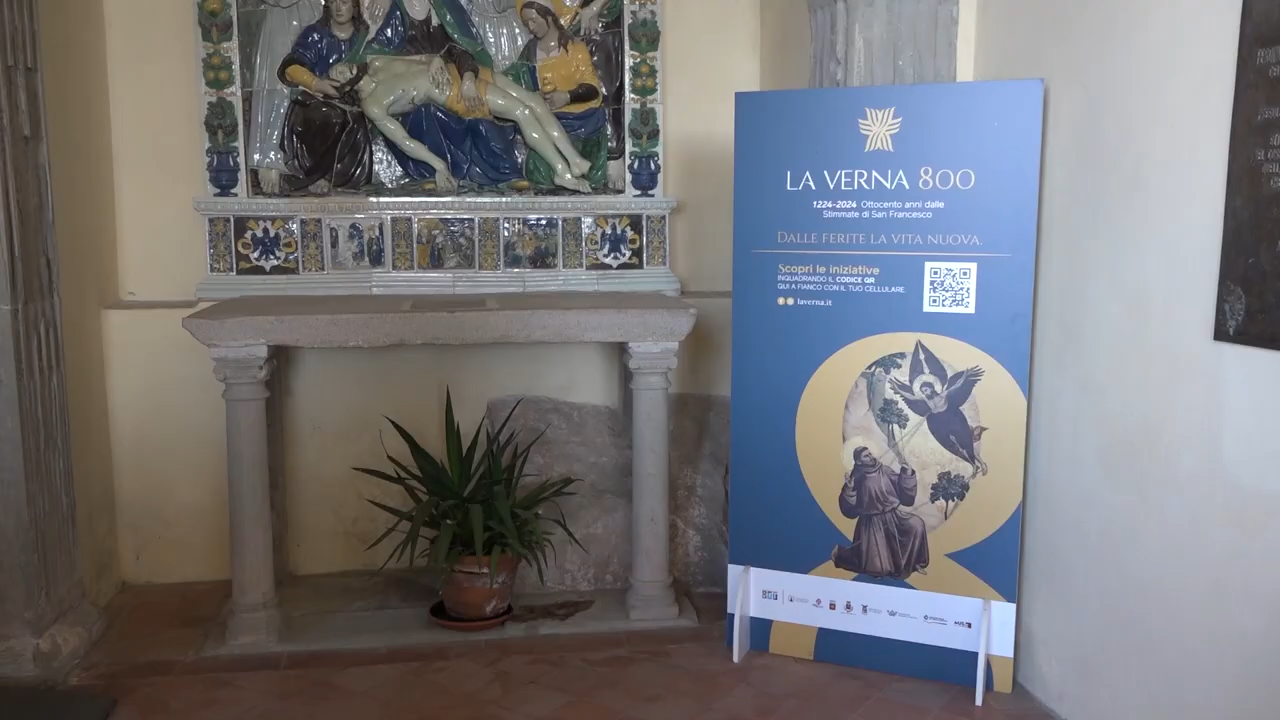 LA VERNA 800
1224-2024 Ottocento anni dalle
Stimmate di San Francesco
DALLE FERITE LA VITA NUOVA.
Scopri le iniziative
INQUADRANDO IL CODICE QR
QUI A FIANCO CON IL TUO CELLULARE.
laverna.it